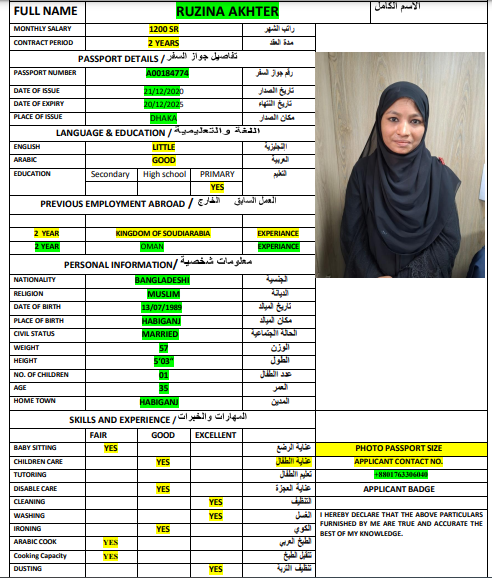 FULL NAME RUZINA AKHTER الاسم الكامل
MONTHLY SALARY 1200 SR راتب الشهر
CONTRACT PERIOD 2 YEARS مدة العقد
PASSPORT DETAILS / تفاصيل جواز السفر
PASSPORT NUMBER A00184774 رقم جواز السفر
DATE OF ISSUE 21/12/2020 تاريخ الصدار
DATE OF EXPIRY 20/12/2025 تاريخ النتهاء
PLACE OF ISSUE DHAKA مكان الصدار
LANGUAGE & EDUCATION / اللغة والتعليمية
ENGLISH LITTLE النجليزية
ARABIC GOOD العربية
EDUCATION Secondary High school PRIMARY التعليم
YES
PREVIOUS EMPLOYMENT ABROAD / العمل السابق الخارج
2 YEAR KINGDOM OF SOUDIARABIA EXPERIANCE
2 YEAR OMAN EXPERIANCE
PERSONAL INFORMATION / معلومات شخصية
NATIONALITY BANGLADESHI الجنسية
RELIGION MUSLIM الديانة
DATE OF BIRTH 13/07/1989 تاريخ الميالد
PLACE OF BIRTH HABIGANJ مكان الميالد
CIVIL STATUS MARRIED الحالة الجتماعية
WEIGHT 57 الوزن
HEIGHT 5'03" الطول
NO. OF CHILDREN 01 عدد الطفال
AGE 35 العمر
HOME TOWN HABIGANJ المدين
SKILLS AND EXPERIENCE / المهارات والخبرات
FAIR GOOD EXCELLENT
BABY SITTING YES عناية الرضع PHOTO PASSPORT SIZE
CHILDREN CARE YES عناية الطفال APPLICANT CONTACT NO.
TUTORING تعليم الطفال +8801763306040
DISABLE CARE YES عناية العجزة APPLICANT BADGE
CLEANING YES التنظيف
WASHING YES الغسل I HEREBY DECLARE THAT THE ABOVE PARTICULARS
IRONING YES الكوي FURNISHED BY ME ARE TRUE AND ACCURATE THE
ARABIC COOK YES الطبخ العربي BEST OF MY KNOWLEDGE.
Cooking Capacity YES الطبخ
DUSTING YES تنظيف التربة